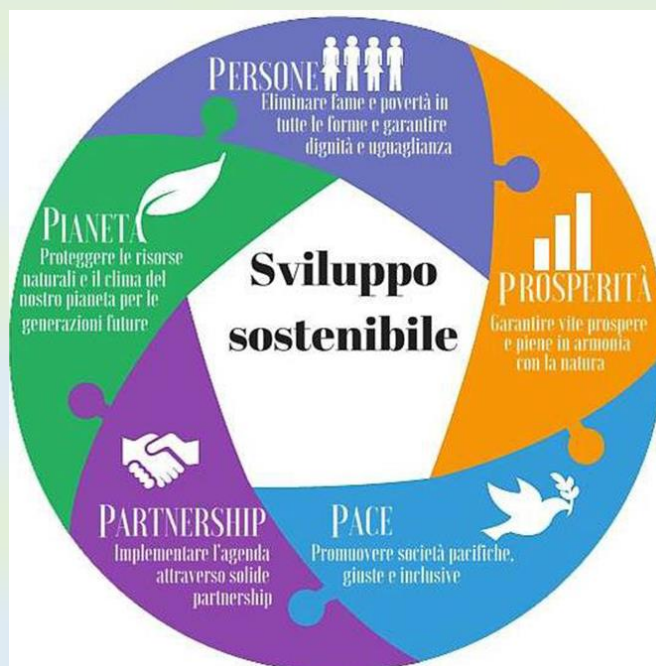 PERSONE
Eliminare fame e povertà in
tutte le forme e garantire
dignità e uguaglianza
PIANETA
Proteggere le risorse
naturali e il clima del
nostro pianeta per le
generazioni future
Sviluppo
sostenibile
PROSPERITÀ
Garantire vite prospere
e piene in armonia
con la natura
PARTNERSHIP
Implementare l'agenda
attraverso solide
partnership
PACE
Promuovere società pacifiche,
giuste e inclusive